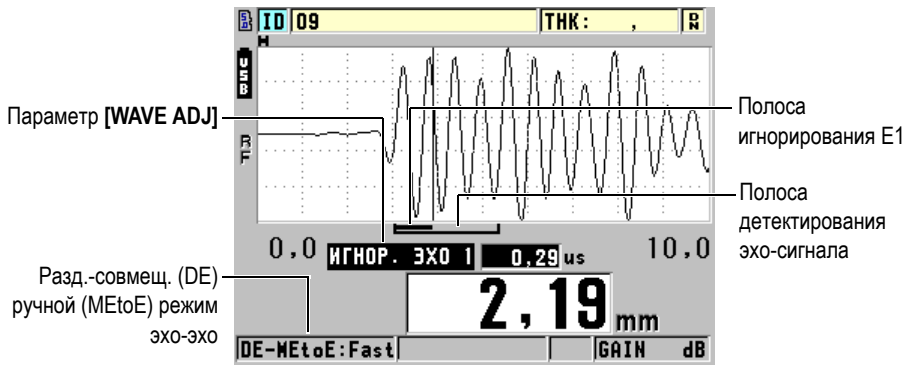 ID 09 THK: ,
USB
RF
Параметр [WAVE ADJ]
Полоса
игнорирования E1
Полоса
детектирования
эхо-сигнала
0,0 ИГНОР. ЭХО 1 0,29 us 10,0
Разд.-совмещ. (DE)
ручной (MEtoE) режим
эхо-эхо
2,19 mm
DE-MEtoE:Fast GAIN dB